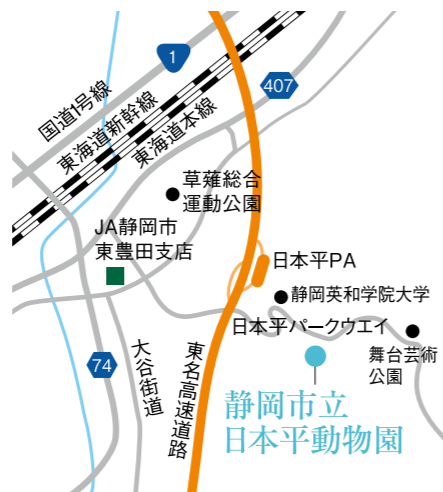 1
407
国道1号線
東海道新幹線
東海道本線
草薙総合
運動公園
JA静岡市
東豊田支店
日本平PA
静岡英和学院大学
日本平パークウエイ
舞台芸術
公園
74
大谷街道
東名高速道路
静岡市立
日本平動物園